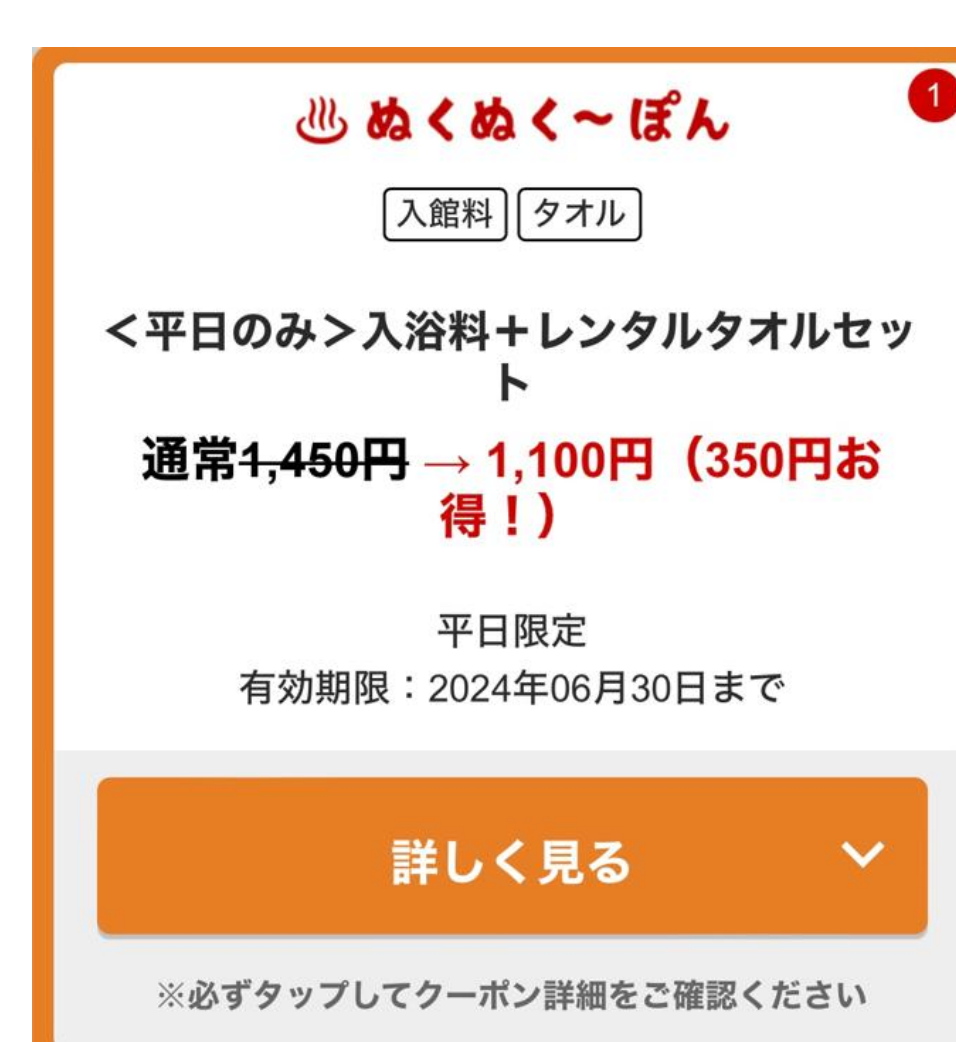 ぬくぬく〜ぽん
1
入館料 タオル
＜平日のみ＞入浴料＋レンタルタオルセッ
ト
通常1,450円 → 1,100円（350円お
得！）
平日限定
有効期限：2024年06月30日まで
詳しく見る
※必ずタップしてクーポン詳細をご確認ください